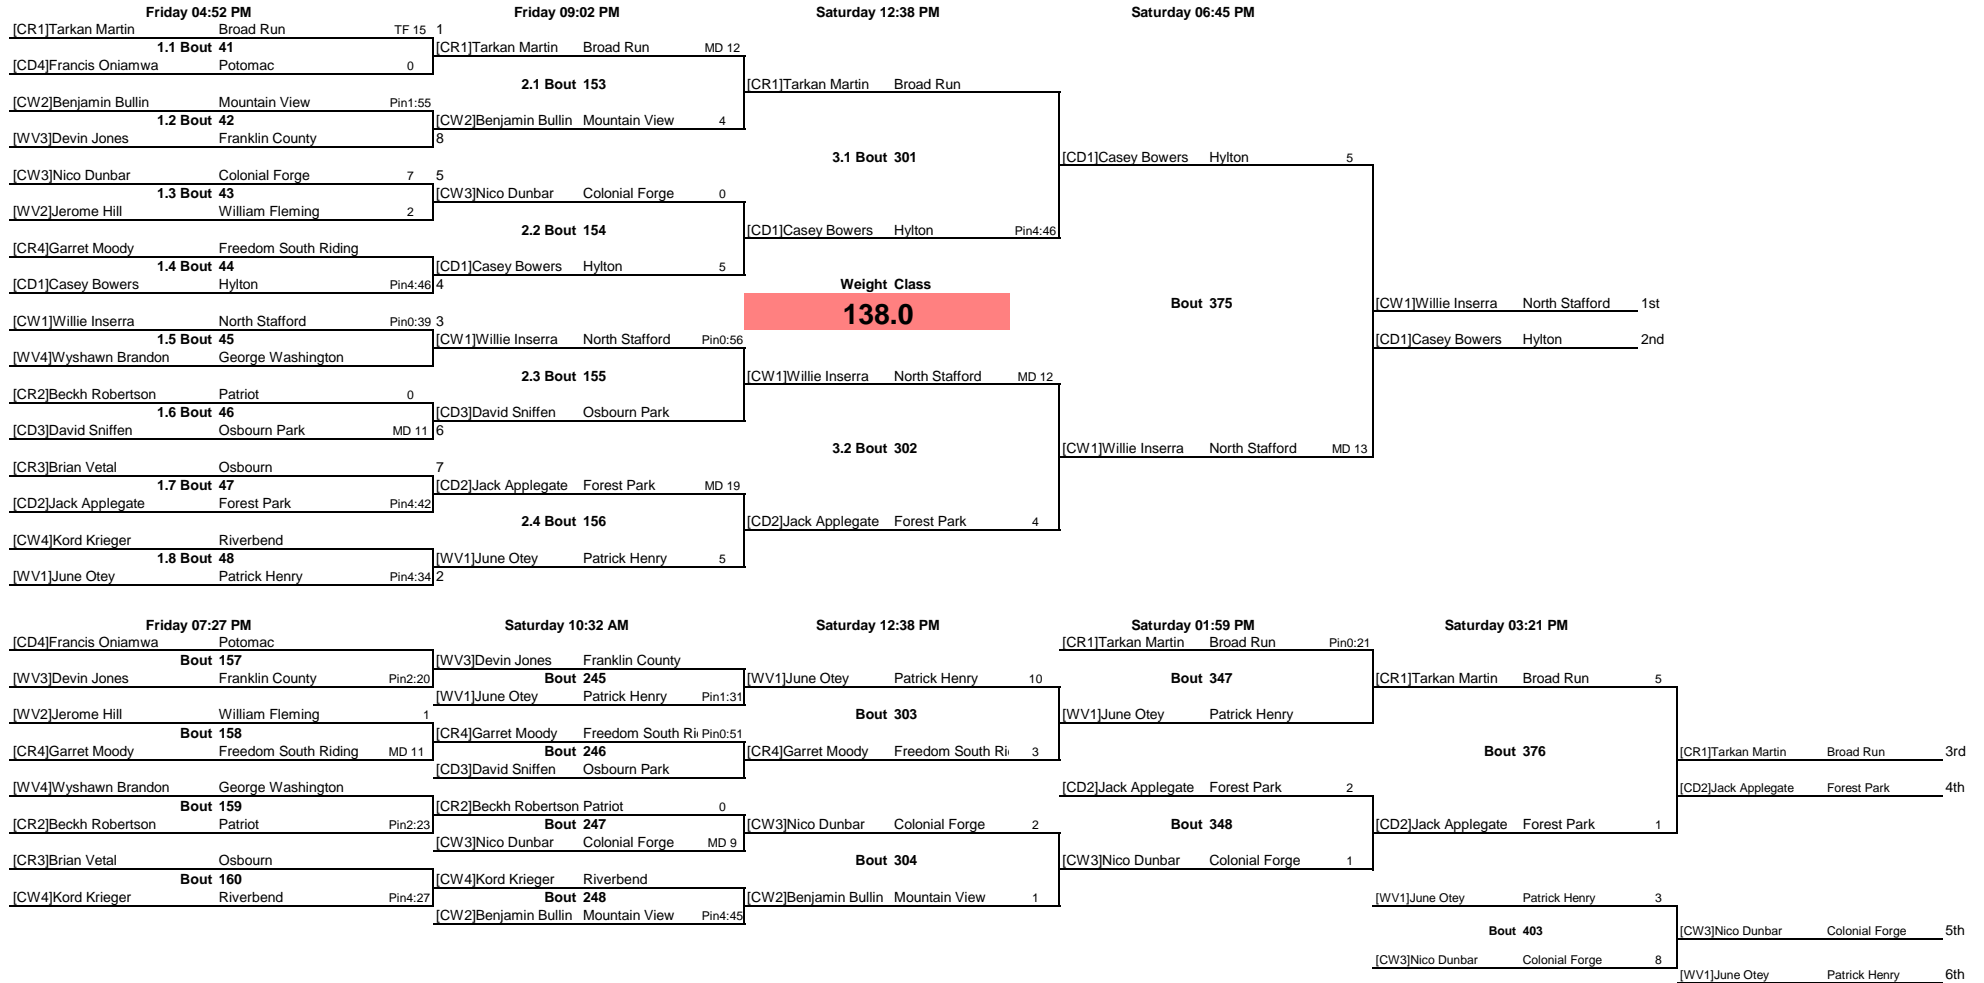 Friday 04:52 PM Friday 09:02 PM Saturday 12:38 PM Saturday 06:45 PM
[CR1]Tarkan Martin Broad Run TF 15 1
1.1 Bout 41 [CR1]Tarkan Martin Broad Run MD 12
[CD4]Francis Oniamwa Potomac 0
2.1 Bout 153 [CR1]Tarkan Martin Broad Run
[CW2]Benjamin Bullin Mountain View Pin1:55
1.2 Bout 42 [CW2]Benjamin Bullin Mountain View 4
[WV3]Devin Jones Franklin County 8
3.1 Bout 301 [CD1]Casey Bowers Hylton 5
[CW3]Nico Dunbar Colonial Forge 7 5
1.3 Bout 43 [CW3]Nico Dunbar Colonial Forge 0
[WV2]Jerome Hill William Fleming 2
2.2 Bout 154 [CD1]Casey Bowers Hylton Pin4:46
[CR4]Garret Moody Freedom South Riding
1.4 Bout 44 [CD1]Casey Bowers Hylton 5
[CD1]Casey Bowers Hylton Pin4:46 4 Weight Class
Bout 375 [CW1]Willie Inserra North Stafford 1st
138.0
[CW1]Willie Inserra North Stafford Pin0:39 3
1.5 Bout 45 [CW1]Willie Inserra North Stafford Pin0:56 [CD1]Casey Bowers Hylton 2nd
[WV4]Wyshawn Brandon George Washington
2.3 Bout 155 [CW1]Willie Inserra North Stafford MD 12
[CR2]Beckh Robertson Patriot 0
1.6 Bout 46 [CD3]David Sniffen Osbourn Park
[CD3]David Sniffen Osbourn Park MD 11 6
3.2 Bout 302 [CW1]Willie Inserra North Stafford MD 13
[CR3]Brian Vetal Osbourn 7
1.7 Bout 47 [CD2]Jack Applegate Forest Park MD 19
[CD2]Jack Applegate Forest Park Pin4:42
2.4 Bout 156 [CD2]Jack Applegate Forest Park 4
[CW4]Kord Krieger Riverbend
1.8 Bout 48 [WV1]June Otey Patrick Henry 5
[WV1]June Otey Patrick Henry Pin4:34 2
Friday 07:27 PM Saturday 10:32 AM Saturday 12:38 PM Saturday 01:59 PM Saturday 03:21 PM
[CD4]Francis Oniamwa Potomac [CR1]Tarkan Martin Broad Run Pin0:21
Bout 157 [WV3]Devin Jones Franklin County
[WV3]Devin Jones Franklin County Pin2:20 Bout 245 [WV1]June Otey Patrick Henry 10 Bout 347 [CR1]Tarkan Martin Broad Run 5
[WV1]June Otey Patrick Henry Pin1:31
[WV2]Jerome Hill William Fleming 1 Bout 303 [WV1]June Otey Patrick Henry
Bout 158 [CR4]Garret Moody Freedom South Ri Pin0:51
[CR4]Garret Moody Freedom South Riding MD 11 Bout 246 [CR4]Garret Moody Freedom South Ri 3 Bout 376 [CR1]Tarkan Martin Broad Run 3rd
[CD3]David Sniffen Osbourn Park
[WV4]Wyshawn Brandon George Washington [CD2]Jack Applegate Forest Park 2 [CD2]Jack Applegate Forest Park 4th
Bout 159 [CR2]Beckh Robertson Patriot 0
[CR2]Beckh Robertson Patriot Pin2:23 Bout 247 [CW3]Nico Dunbar Colonial Forge 2 Bout 348 [CD2]Jack Applegate Forest Park 1
[CW3]Nico Dunbar Colonial Forge MD 9
[CR3]Brian Vetal Osbourn Bout 304 [CW3]Nico Dunbar Colonial Forge 1
Bout 160 [CW4]Kord Krieger Riverbend
[CW4]Kord Krieger Riverbend Pin4:27 Bout 248 [CW2]Benjamin Bullin Mountain View 1 [WV1]June Otey Patrick Henry 3
[CW2]Benjamin Bullin Mountain View Pin4:45
Bout 403 [CW3]Nico Dunbar Colonial Forge 5th
[CW3]Nico Dunbar Colonial Forge 8
[WV1]June Otey Patrick Henry 6th